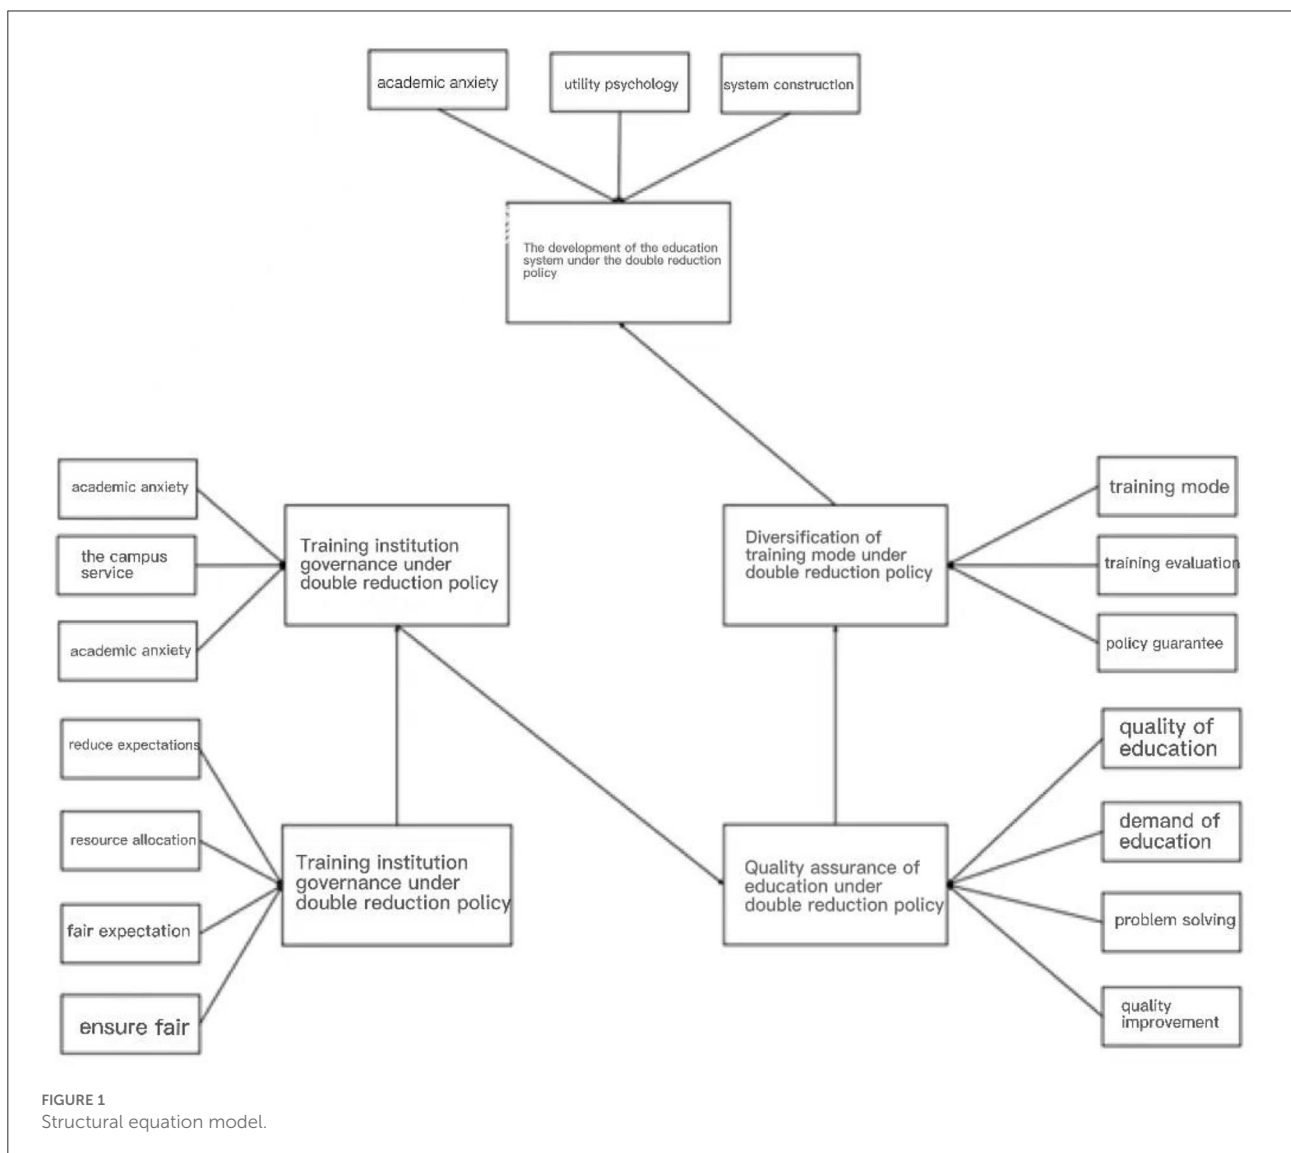 academic anxiety
utility psychology
system construction
The development of the education
system under the double reduction
policy
academic anxiety
the campus
service
academic anxiety
Training institution
governance under
double reduction policy
Diversification of
training mode under
double reduction policy
training mode
training evaluation
policy guarantee
reduce expectations
resource allocation
fair expectation
ensure fair
Training institution
governance under
double reduction policy
Quality assurance of
education under
double reduction policy
quality of
education
demand of
education
problem solving
quality
improvement
FIGURE 1
Structural equation model.